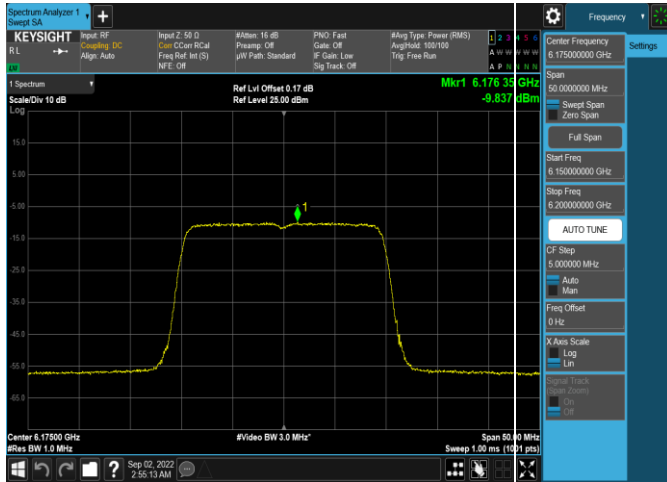 Spectrum Analyzer 1
Swept SA
+
Frequency
KEYSIGHT
RL
Input: RF
Coupling: DC
Align: Auto
Input Z: 50 Ω
Corr CCorr RCal
Freq Ref: Int (S)
NFE: Off
#Atten: 16 dB
Preamp: Off
µW Path: Standard
PNO: Fast
Gate: Off
IF Gain: Low
Sig Track: Off
#Avg Type: Power (RMS)
Avg|Hold: 100/100
Trig: Free Run
1 2 3 4 5 6
A W W W W W
A P N N N N
1 Spectrum
Scale/Div 10 dB
Log
Ref Lvl Offset 0.17 dB
Ref Level 25.00 dBm
Mkr1 6.176 35 GHz
-9.837 dBm
15.0
5.00
-5.00
-15.0
-25.0
-35.0
-45.0
-55.0
-65.0
1
Center 6.17500 GHz
#Res BW 1.0 MHz
#Video BW 3.0 MHz*
Span 50.00 MHz
Sweep 1.00 ms (1001 pts)
Sep 02, 2022
2:55:13 AM
?
Center Frequency
6.175000000 GHz
Settings
Span
50.0000000 MHz
Swept Span
Zero Span
Full Span
Start Freq
6.150000000 GHz
Stop Freq
6.200000000 GHz
AUTO TUNE
CF Step
5.000000 MHz
Auto
Man
Freq Offset
0 Hz
X Axis Scale
Log
Lin
Signal Track
(Span Zoom)
On
Off